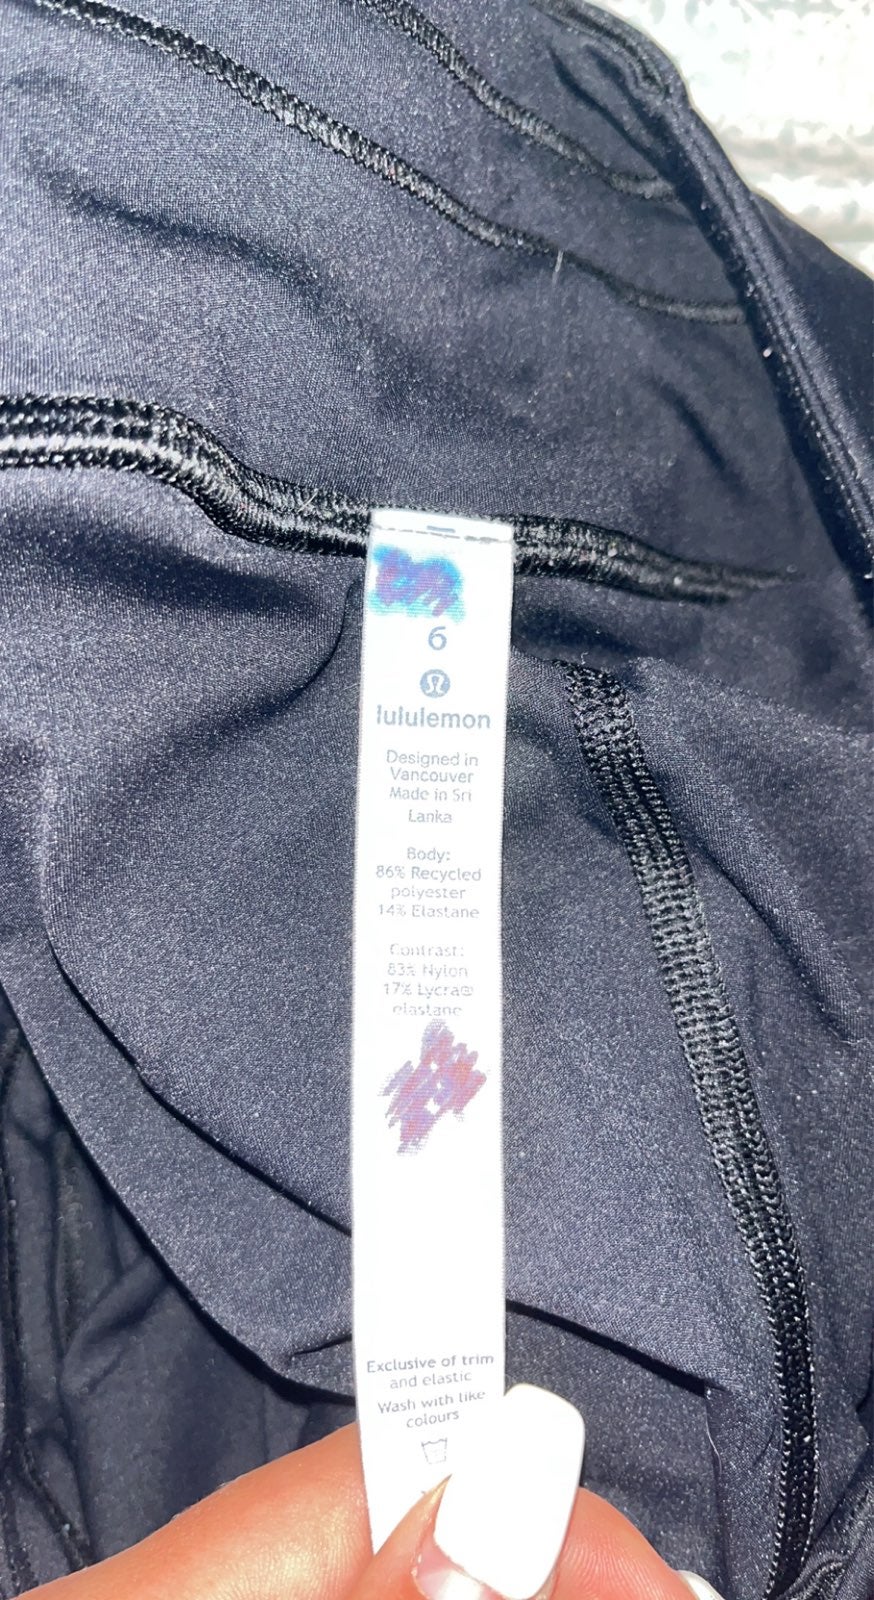 6
lululemon
Designed in
Vancouver
Made in Sri
Lanka
Body:
86% Recycled
polyester
14% Elastane
Contrast:
83% Nylon
17% Lycra®
elastane
Exclusive of trim
and elastic
Wash with like
colours